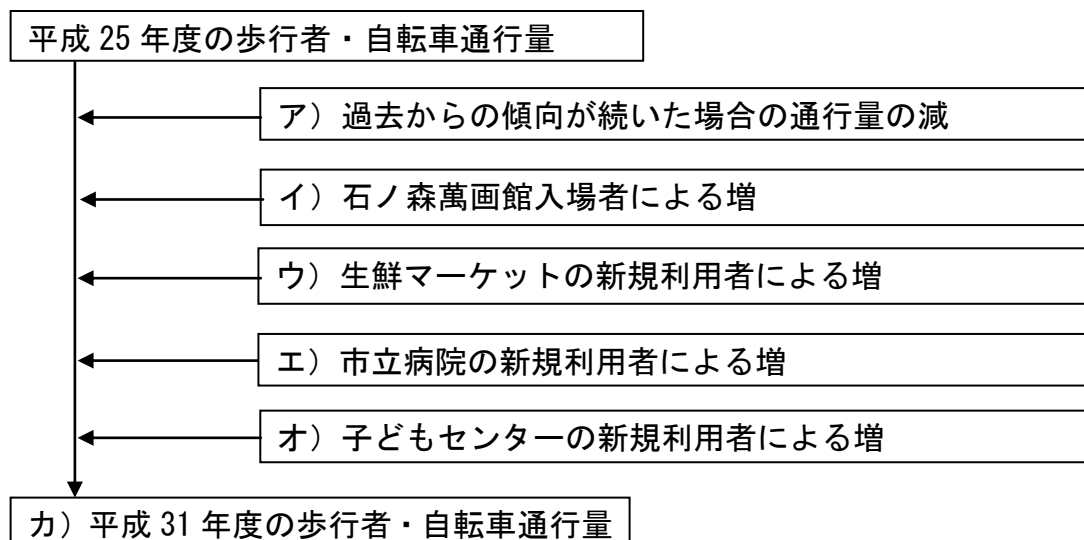 平成 25 年度の歩行者・自転車通行量
ア）過去からの傾向が続いた場合の通行量の減
イ）石ノ森萬画館入場者による増
ウ）生鮮マーケットの新規利用者による増
エ）市立病院の新規利用者による増
オ）子どもセンターの新規利用者による増
カ）平成 31 年度の歩行者・自転車通行量